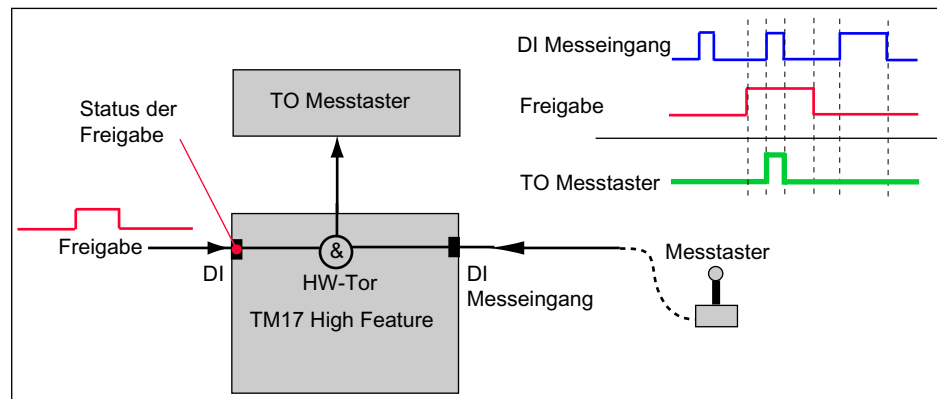 DI Messeingang
Freigabe
TO Messtaster
TO Messtaster
Status der
Freigabe
Freigabe
DI
&
HW-Tor
TM17 High Feature
DI
Messeingang
Messtaster